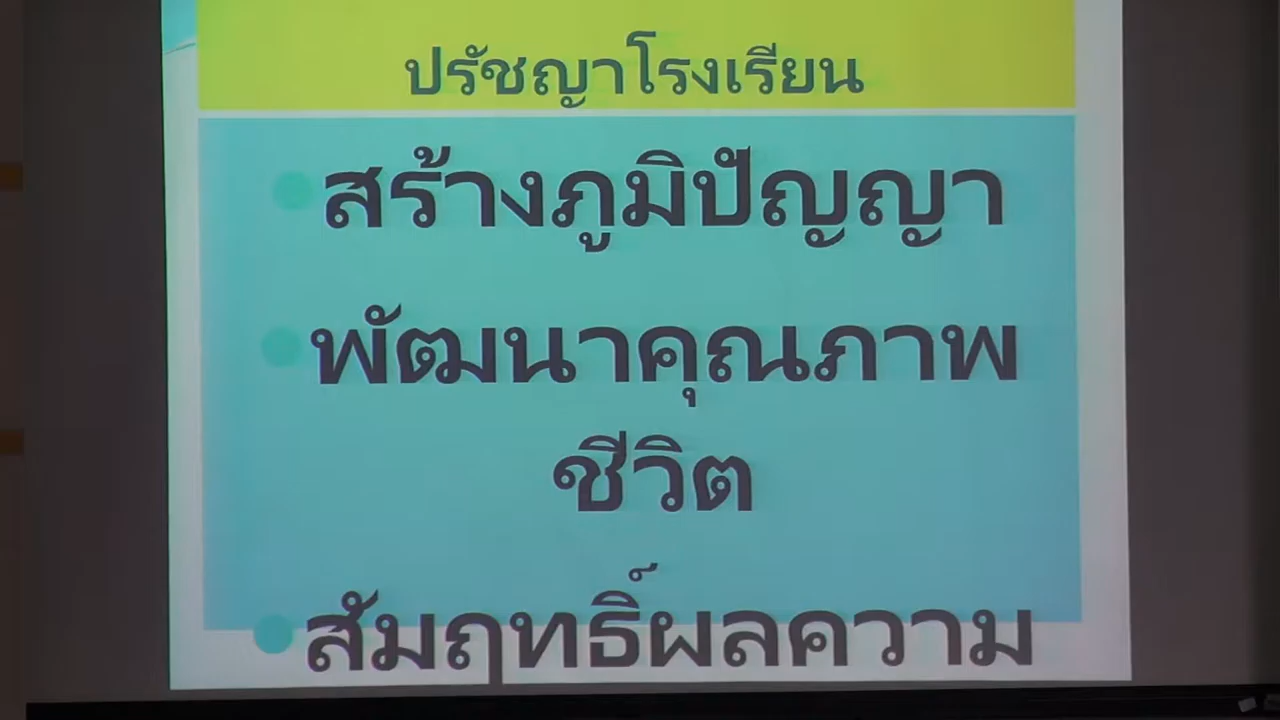 ปรัชญาโรงเรียน
สร้างภูมิปัญญา
พัฒนาคุณภาพ
ชีวิต
สัมฤทธิ์ผลความ